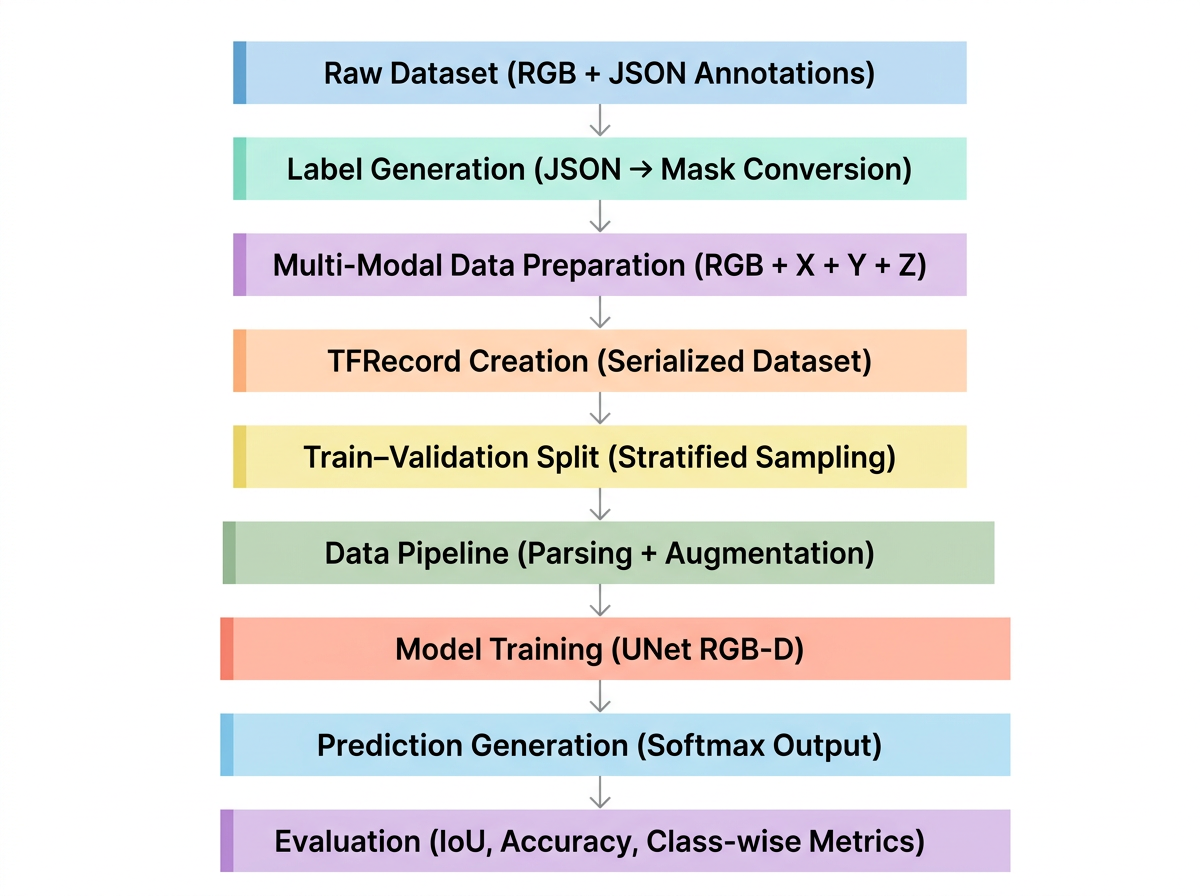 Raw Dataset (RGB + JSON Annotations)
Label Generation (JSON → Mask Conversion)
Multi-Modal Data Preparation (RGB + X + Y + Z)
TFRecord Creation (Serialized Dataset)
Train–Validation Split (Stratified Sampling)
Data Pipeline (Parsing + Augmentation)
Model Training (UNet RGB-D)
Prediction Generation (Softmax Output)
Evaluation (IoU, Accuracy, Class-wise Metrics)